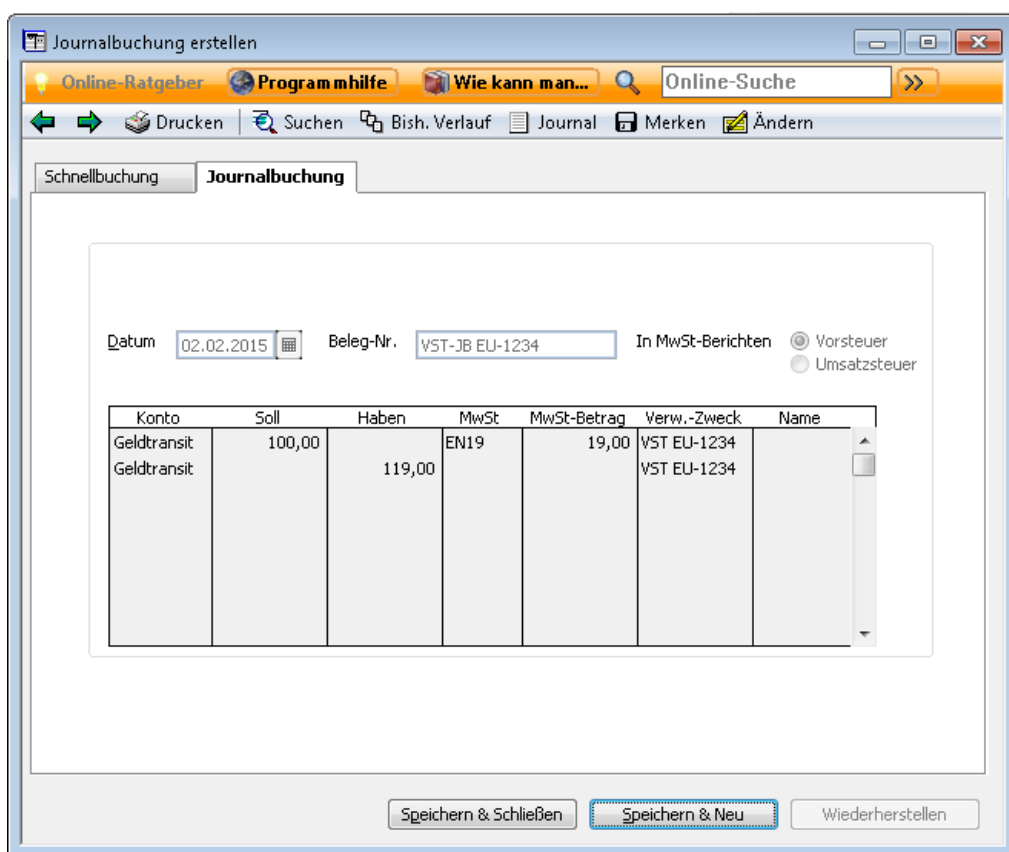 Journalbuchung erstellen
Online-Ratgeber Programmhilfe Wie kann man... Online-Suche
Drucken Suchen Bish. Verlauf Journal Merken Ändern
Schnellbuchung Journalbuchung
Datum 02.02.2015 Beleg-Nr. VST-JB EU-1234 In MwSt-Berichten Vorsteuer
Umsatzsteuer
Konto Soll Haben MwSt MwSt-Betrag Verw.-Zweck Name
Geldtransit 100,00 EN19 19,00 VST EU-1234
Geldtransit 119,00 VST EU-1234
Speichern & Schließen Speichern & Neu Wiederherstellen